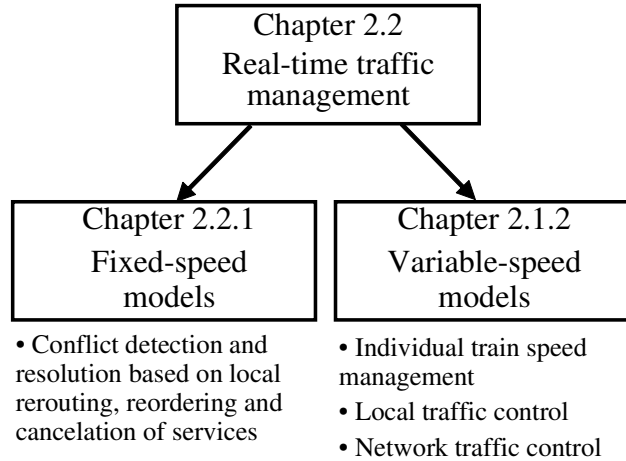 Chapter 2.2
Real-time traffic
management
Chapter 2.2.1
Fixed-speed
models
Chapter 2.1.2
Variable-speed
models
• Conflict detection and
resolution based on local
rerouting, reordering and
cancelation of services
• Individual train speed
management
• Local traffic control
• Network traffic control